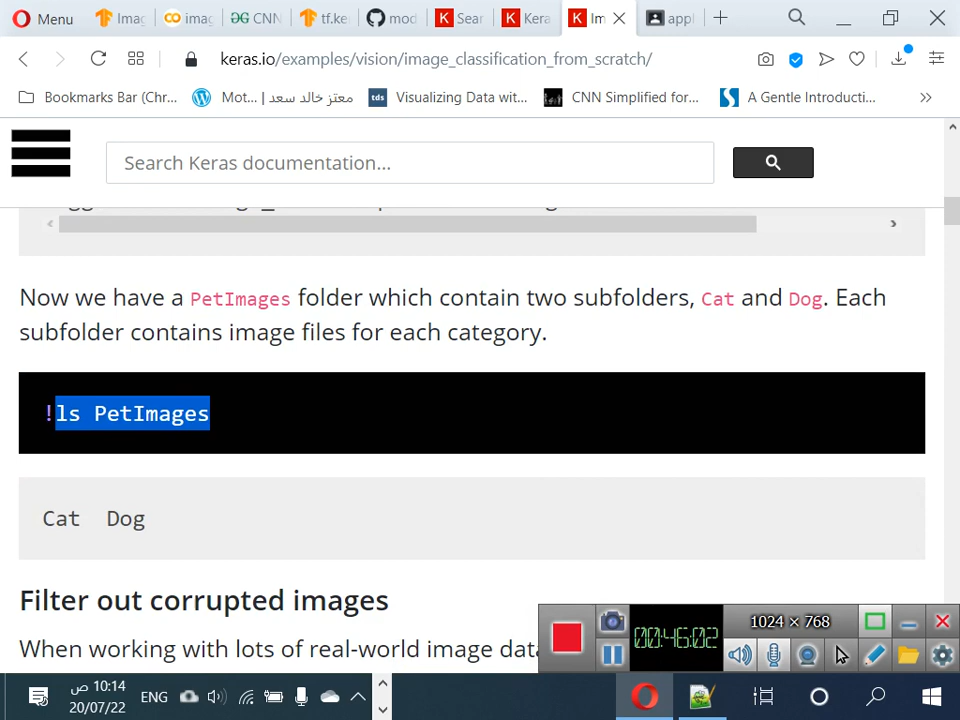 Menu
Imag
imag
CNN
tf.ke
mod
Sear
Kera
Im
appl
keras.io/examples/vision/image_classification_from_scratch/
Bookmarks Bar (Chr...
معتز خالد سعد | Mot...
tds
Visualizing Data wit...
CNN Simplified for...
A Gentle Introducti...
Search Keras documentation...
Now we have a PetImages folder which contain two subfolders, Cat and Dog. Each
subfolder contains image files for each category.
!ls PetImages
Cat Dog
Filter out corrupted images
When working with lots of real-world image data
1024 × 768
00:46:02
10:14 ص
ENG
20/07/22